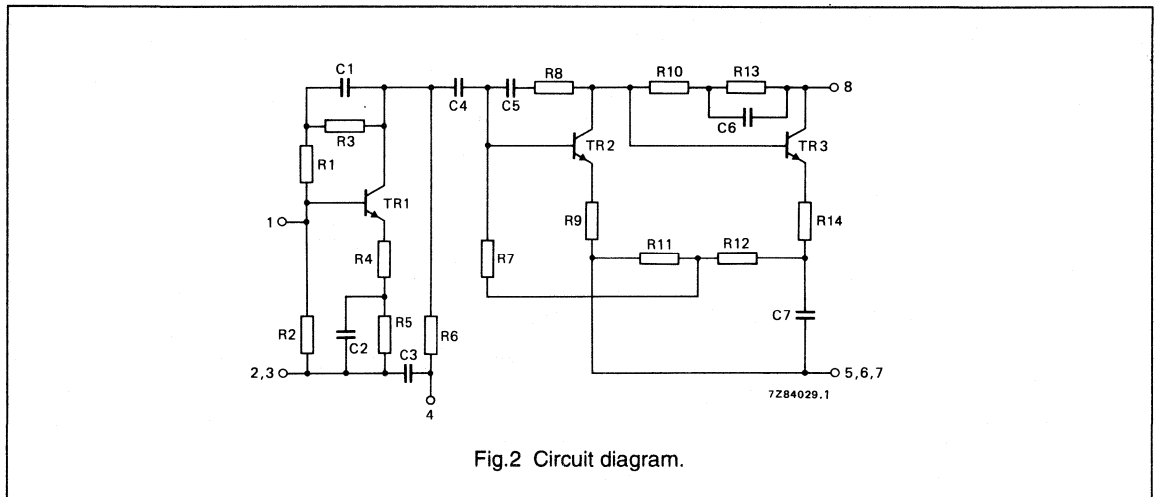 C1
R3
R1
1
TR1
R4
R2
C2
R5
C3
R6
2,3
4
C4
C5
R8
R10
R13
8
C6
TR2
TR3
R9
R14
R7
R11
R12
C7
5,6,7
7Z84029.1
Fig.2 Circuit diagram.